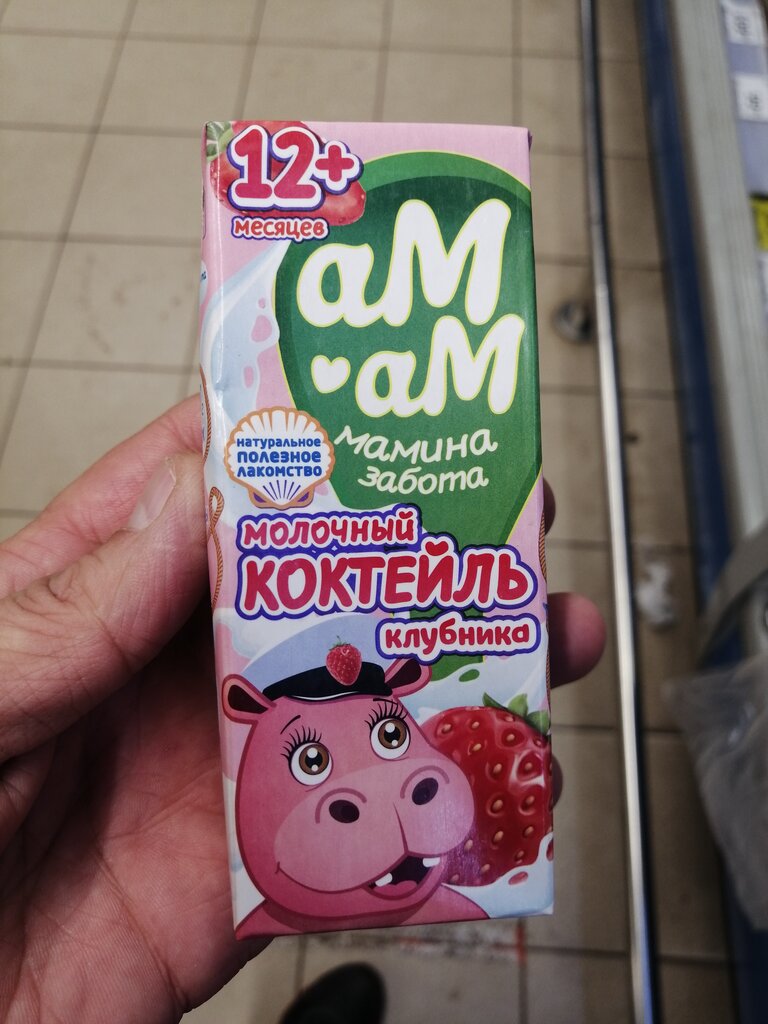 12+
месяцев
ам
ам
мамина
забота
натуральное
полезное
лакомство
молочный
КОКТЕЙЛЬ
клубника